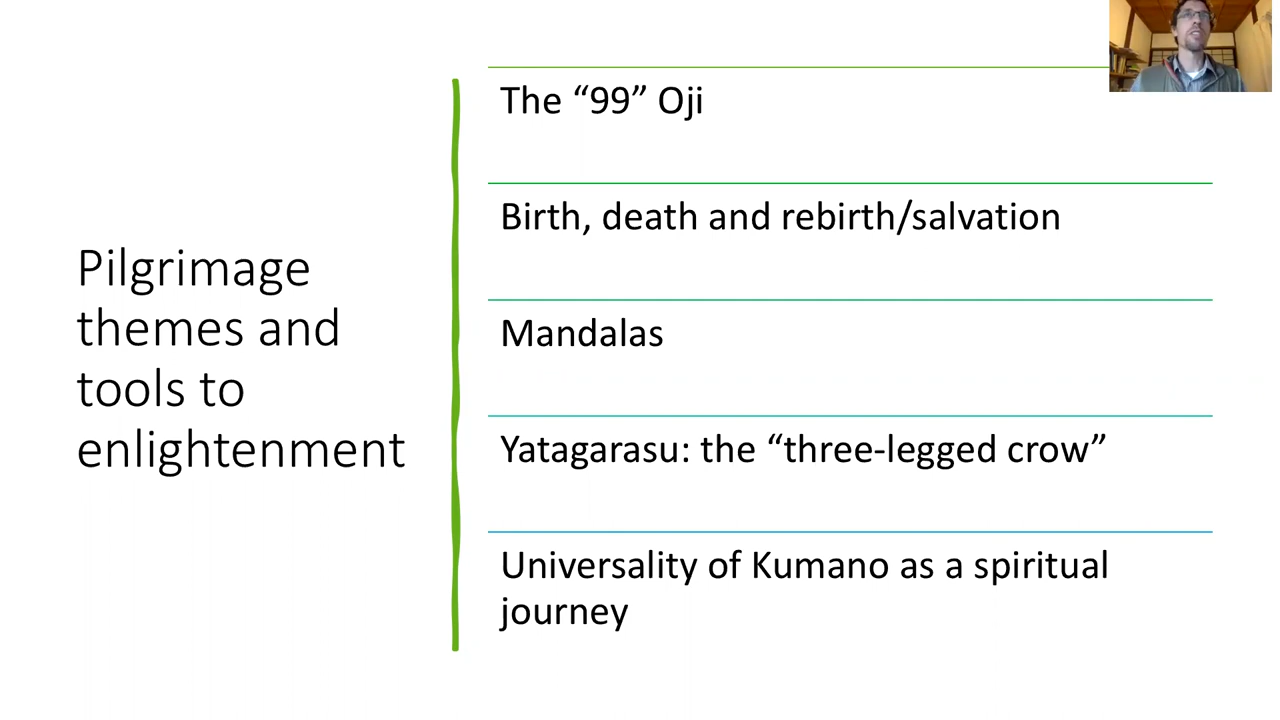 Pilgrimage
themes and
tools to
enlightenment
The “99” Oji
Birth, death and rebirth/salvation
Mandalas
Yatagarasu: the “three-legged crow”
Universality of Kumano as a spiritual
journey